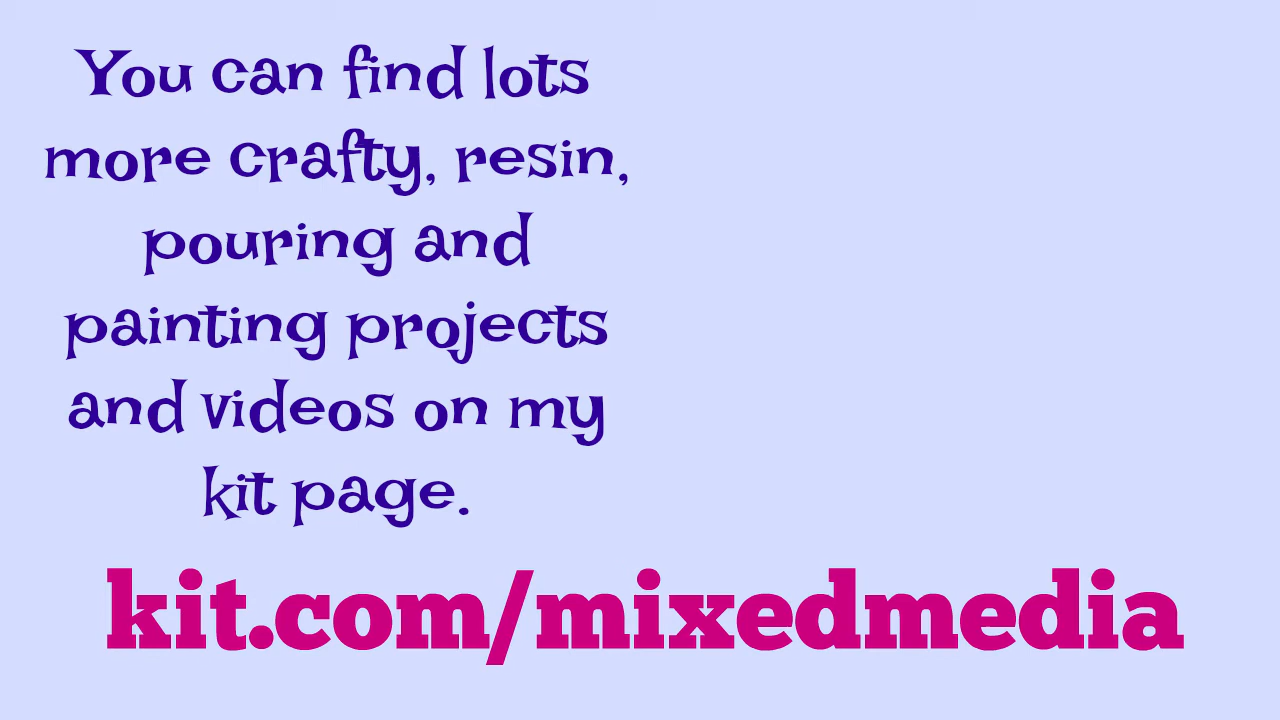 You can find lots
more crafty, resin,
pouring and
painting projects
and videos on my
kit page.
kit.com/mixedmedia